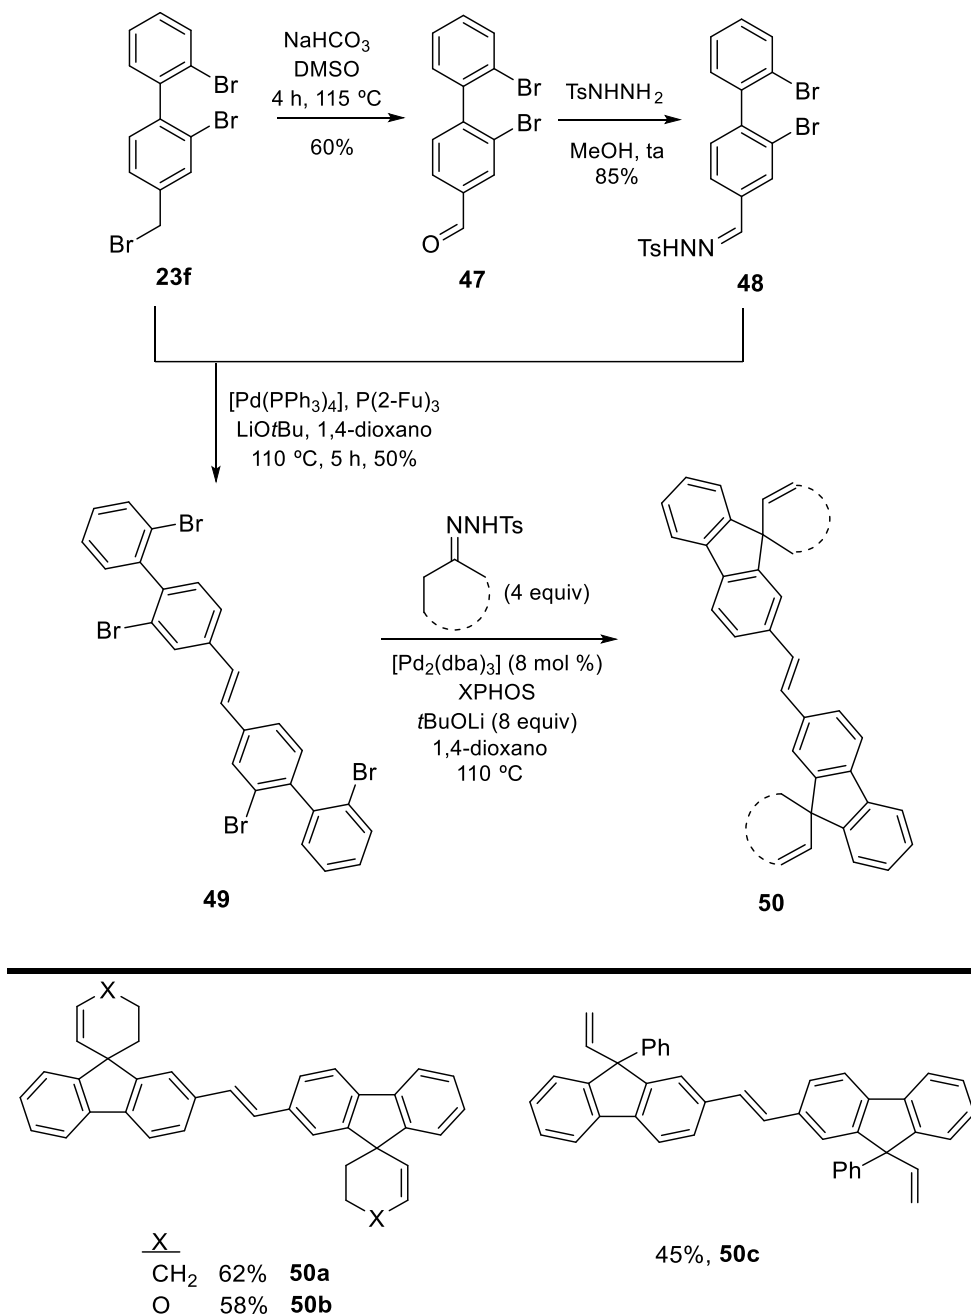 NaHCO3
DMSO
4 h, 115 ºC
60%
TsNHNH2
MeOH, ta
85%
Br
Br
Br
23f
Br
Br
O
47
Br
Br
TsHNN
48
[Pd(PPh3)4], P(2-Fu)3
LiOtBu, 1,4-dioxano
110 ºC, 5 h, 50%
Br
Br
Br
Br
49
NNHTs
(4 equiv)
[Pd2(dba)3] (8 mol %)
XPHOS
tBuOLi (8 equiv)
1,4-dioxano
110 ºC
50
X
X
X
CH2 62% 50a
O 58% 50b
Ph
Ph
45%, 50c